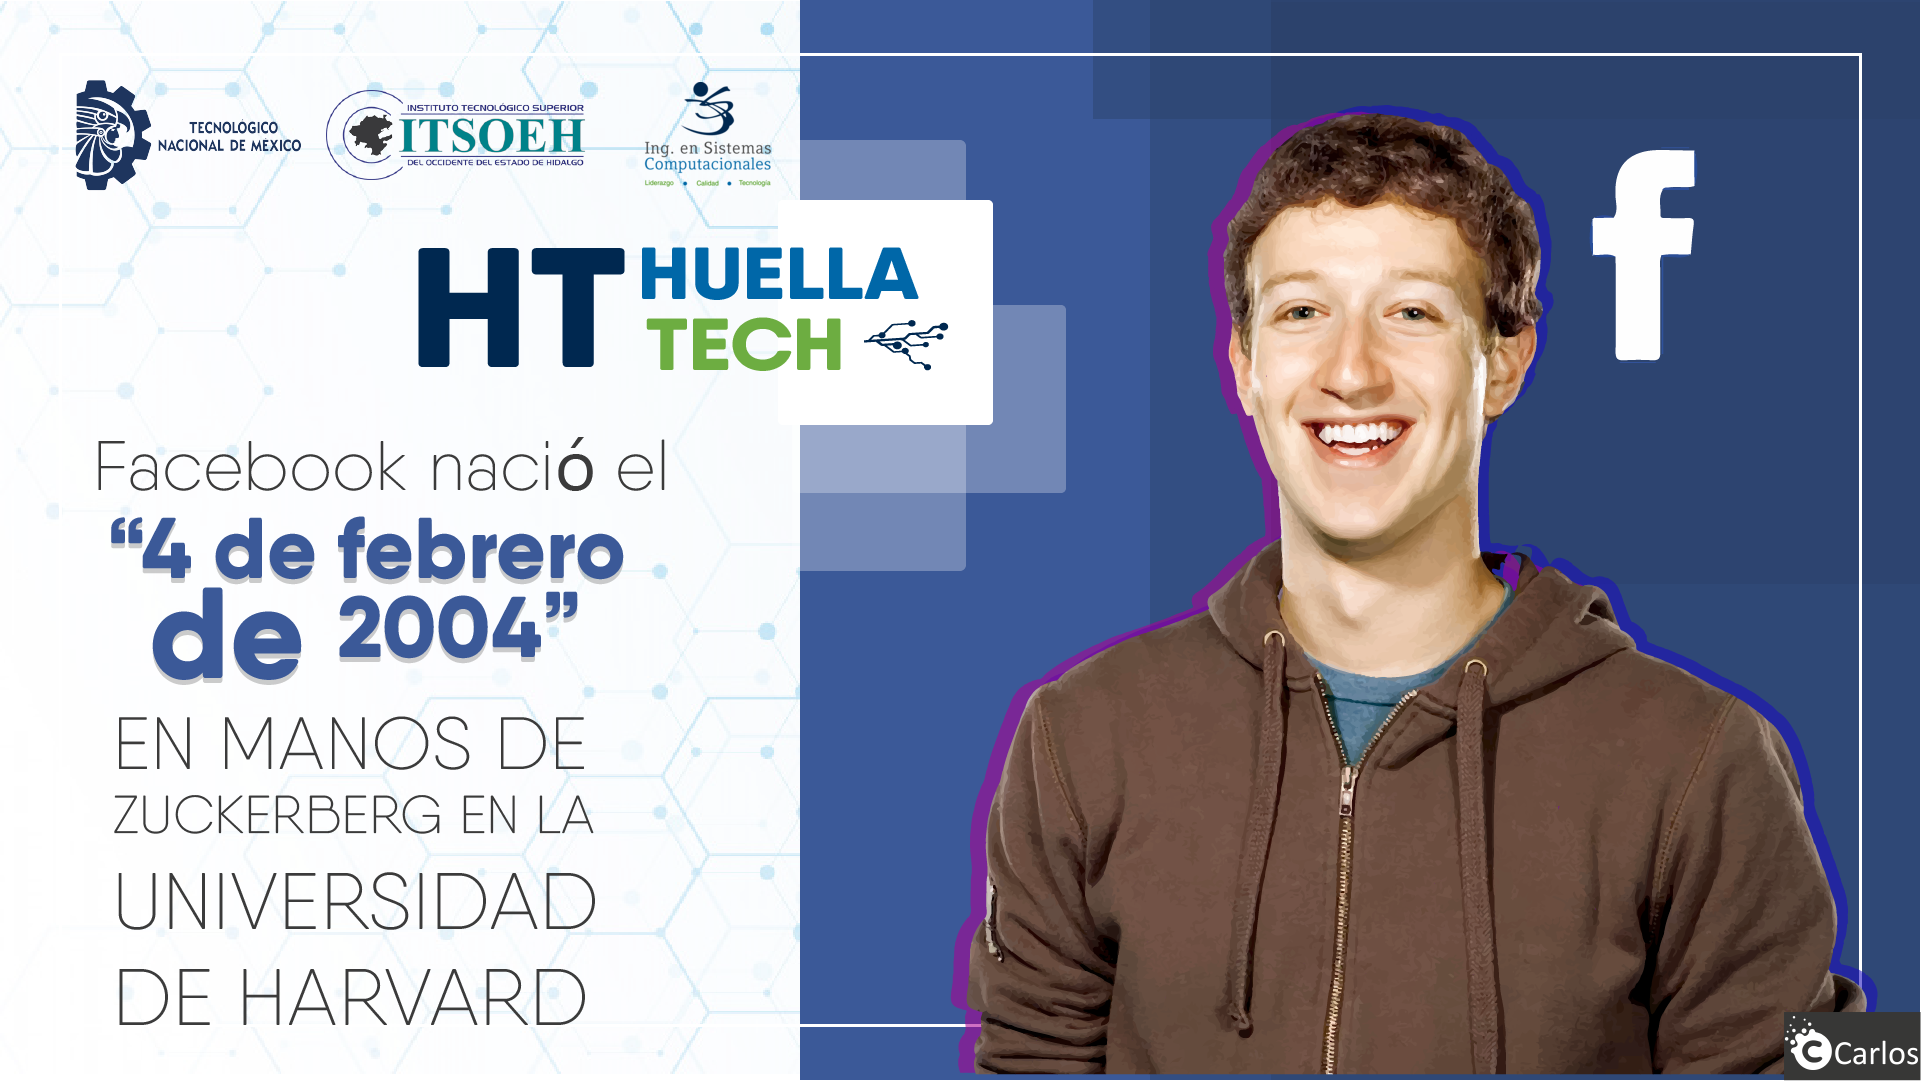 TECNOLÓGICO
NACIONAL DE MÉXICO
INSTITUTO TECNOLÓGICO SUPERIOR
ITSOEH
DEL OCCIDENTE DEL ESTADO DE HIDALGO
Ing. en Sistemas
Computacionales
Liderazgo • Calidad • Tecnología
HT HUELLA
TECH
f
Facebook nació el
“4 de febrero
de 2004”
EN MANOS DE
ZUCKERBERG EN LA
UNIVERSIDAD
DE HARVARD
C Carlos